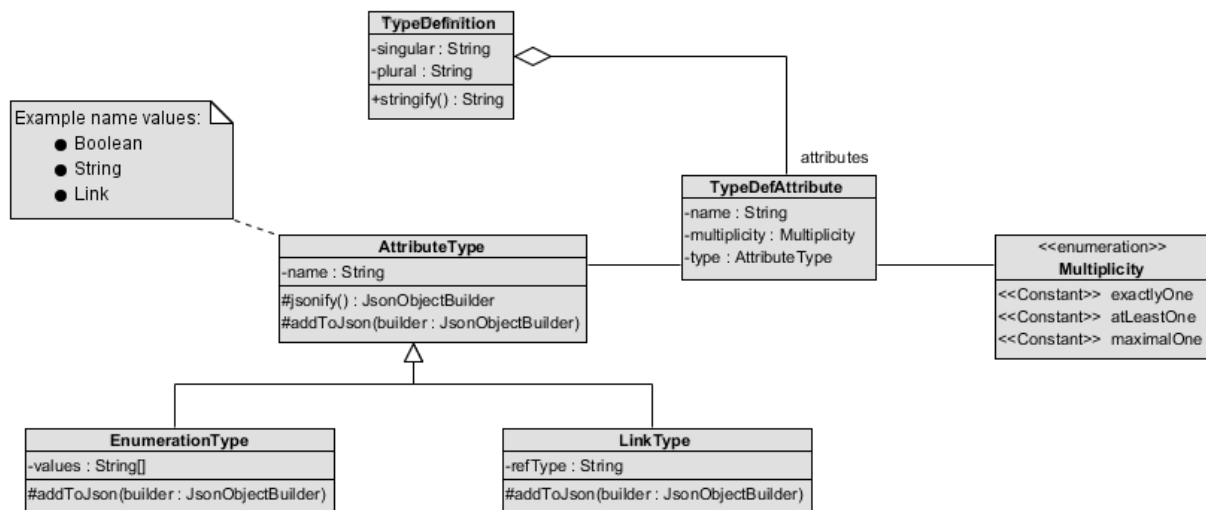 TypeDefinition
-singular : String
-plural : String
+stringify() : String
Example name values:
● Boolean
● String
● Link
attributes
TypeDefAttribute
-name : String
-multiplicity : Multiplicity
-type : AttributeType
AttributeType
-name : String
#jsonify() : JsonObjectBuilder
#addToJson(builder : JsonObjectBuilder)
<<enumeration>>
Multiplicity
<<Constant>> exactlyOne
<<Constant>> atLeastOne
<<Constant>> maximalOne
EnumerationType
-values : String[]
#addToJson(builder : JsonObjectBuilder)
LinkType
-refType : String
#addToJson(builder : JsonObjectBuilder)